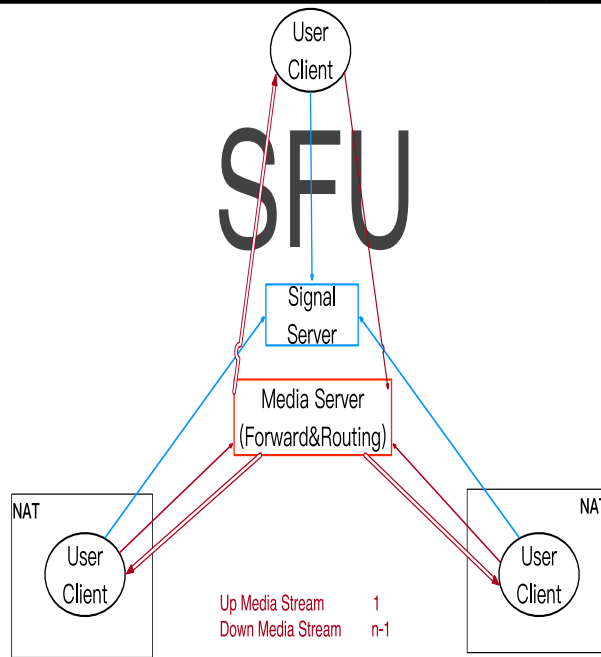 User
Client
SFU
Signal
Server
Media Server
(Forward&Routing)
NAT
User
Client
NAT
User
Client
Up Media Stream 1
Down Media Stream n-1